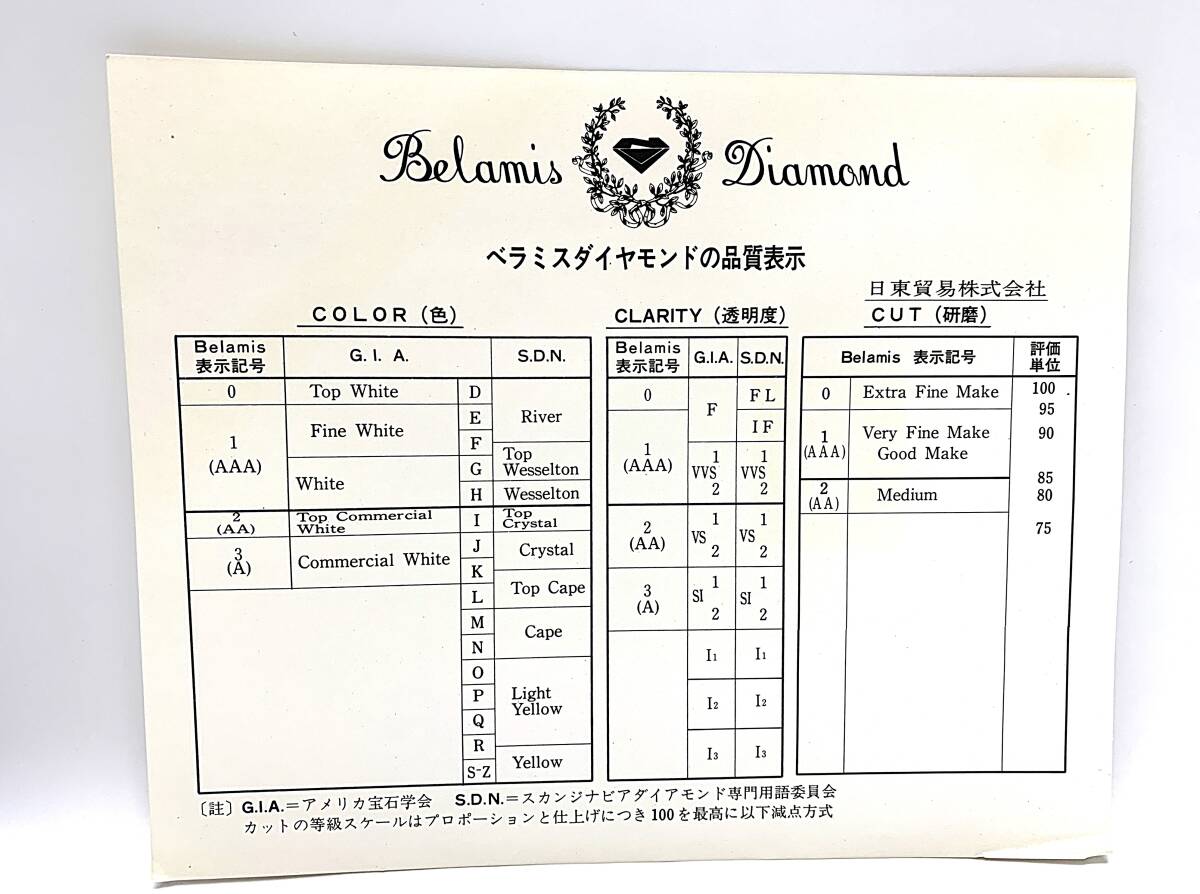 Belamis Diamond
ベラミスダイヤモンドの品質表示
日東貿易株式会社
COLOR（色）
Belamis 表示記号
G. I. A.
S.D.N.
0
Top White
D
River
1 (AAA)
Fine White
E
F
White
G
Top Wesselton
H
Wesselton
2 (AA)
Top Commercial White
I
Top Crystal
3 (A)
Commercial White
J
Crystal
K
Top Cape
L
M
Cape
N
O
Light Yellow
P
Q
R
Yellow
S-Z
CLARITY（透明度）
Belamis 表示記号
G.I.A.
S.D.N.
0
F
FL
IF
1 (AAA)
VVS 1 2
VVS 1 2
2 (AA)
VS 1 2
VS 1 2
3 (A)
SI 1 2
SI 1 2
I1
I1
I2
I2
I3
I3
CUT（研磨）
Belamis 表示記号
評価単位
0
Extra Fine Make
100
95
1 (AAA)
Very Fine Make
Good Make
90
85
2 (AA)
Medium
80
75
〔註〕G.I.A.＝アメリカ宝石学会 S.D.N.＝スカンジナビアダイアモンド専門用語委員会
カットの等級スケールはプロポーションと仕上げにつき100を最高に以下減点方式